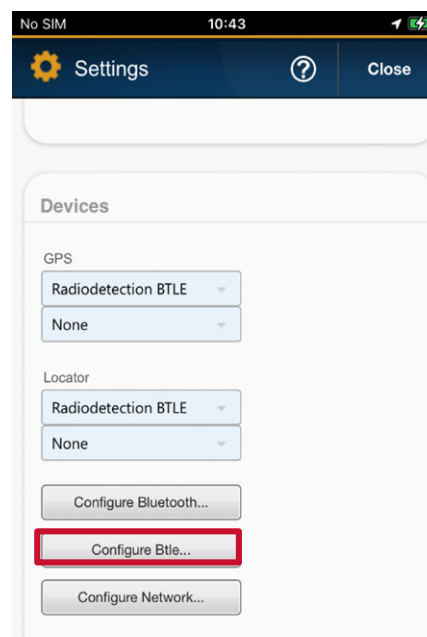 No SIM 10:43
Settings ? Close
Devices
GPS
Radiodetection BTLE
None
Locator
Radiodetection BTLE
None
Configure Bluetooth...
Configure Btle...
Configure Network...